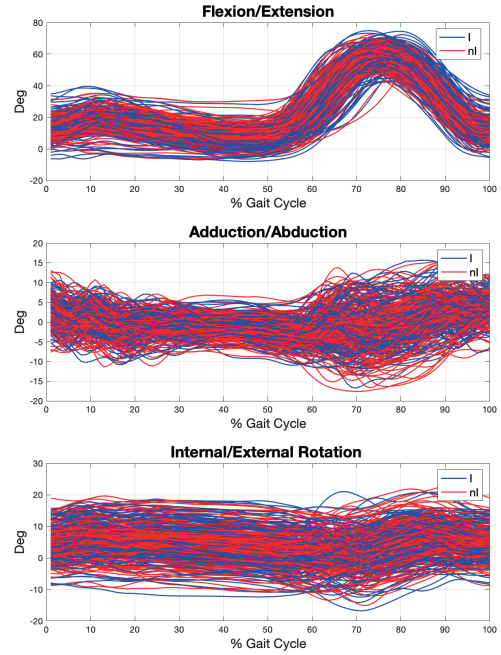 Flexion/Extension
80
60
40
20
0
-20
Deg
I
nI
0 10 20 30 40 50 60 70 80 90 100
% Gait Cycle
Adduction/Abduction
20
15
10
5
0
-5
-10
-15
-20
Deg
I
nI
0 10 20 30 40 50 60 70 80 90 100
% Gait Cycle
Internal/External Rotation
30
20
10
0
-10
-20
Deg
I
nI
0 10 20 30 40 50 60 70 80 90 100
% Gait Cycle